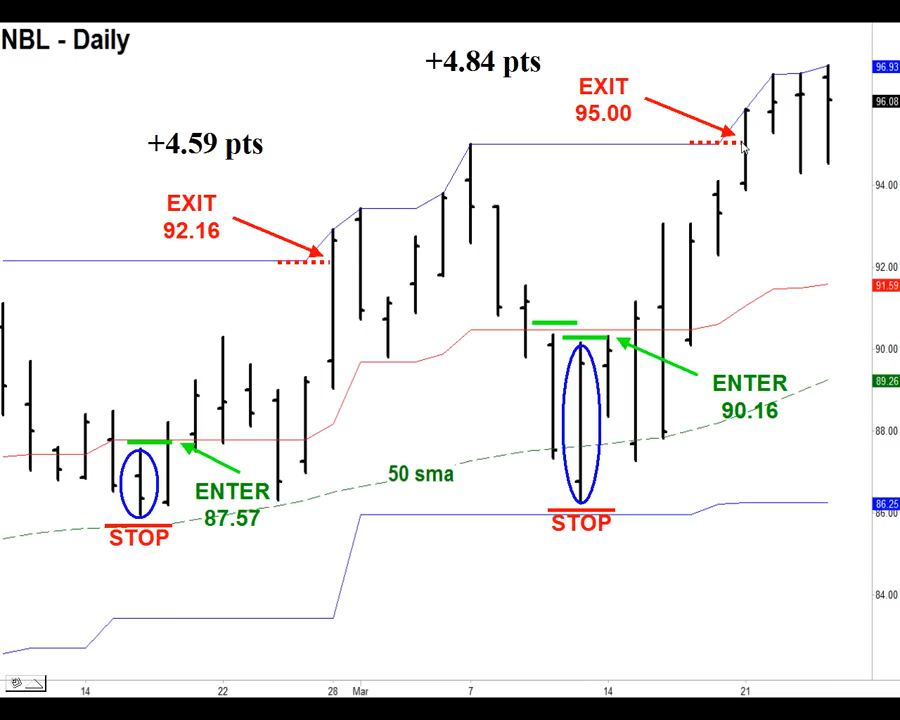 NBL - Daily
+4.84 pts
96.93
EXIT
95.00
96.08
+4.59 pts
94.00
EXIT
92.16
92.00
91.59
90.00
ENTER
90.16
89.26
88.00
50 sma
ENTER
87.57
STOP
STOP
86.25
86.00
84.00
14
22
28
Mar
7
14
21